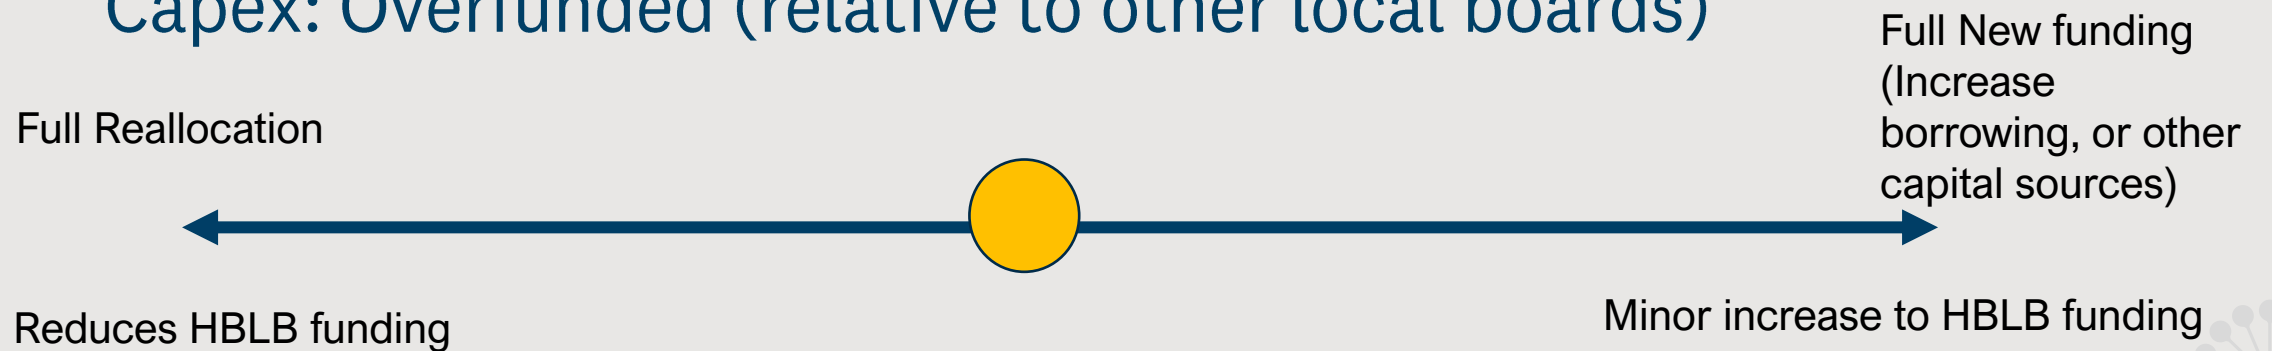 Capex: Overfunded (relative to other local boards)
Full New funding
(Increase
borrowing, or other
capital sources)
Full Reallocation
Reduces HBLB funding
Minor increase to HBLB funding